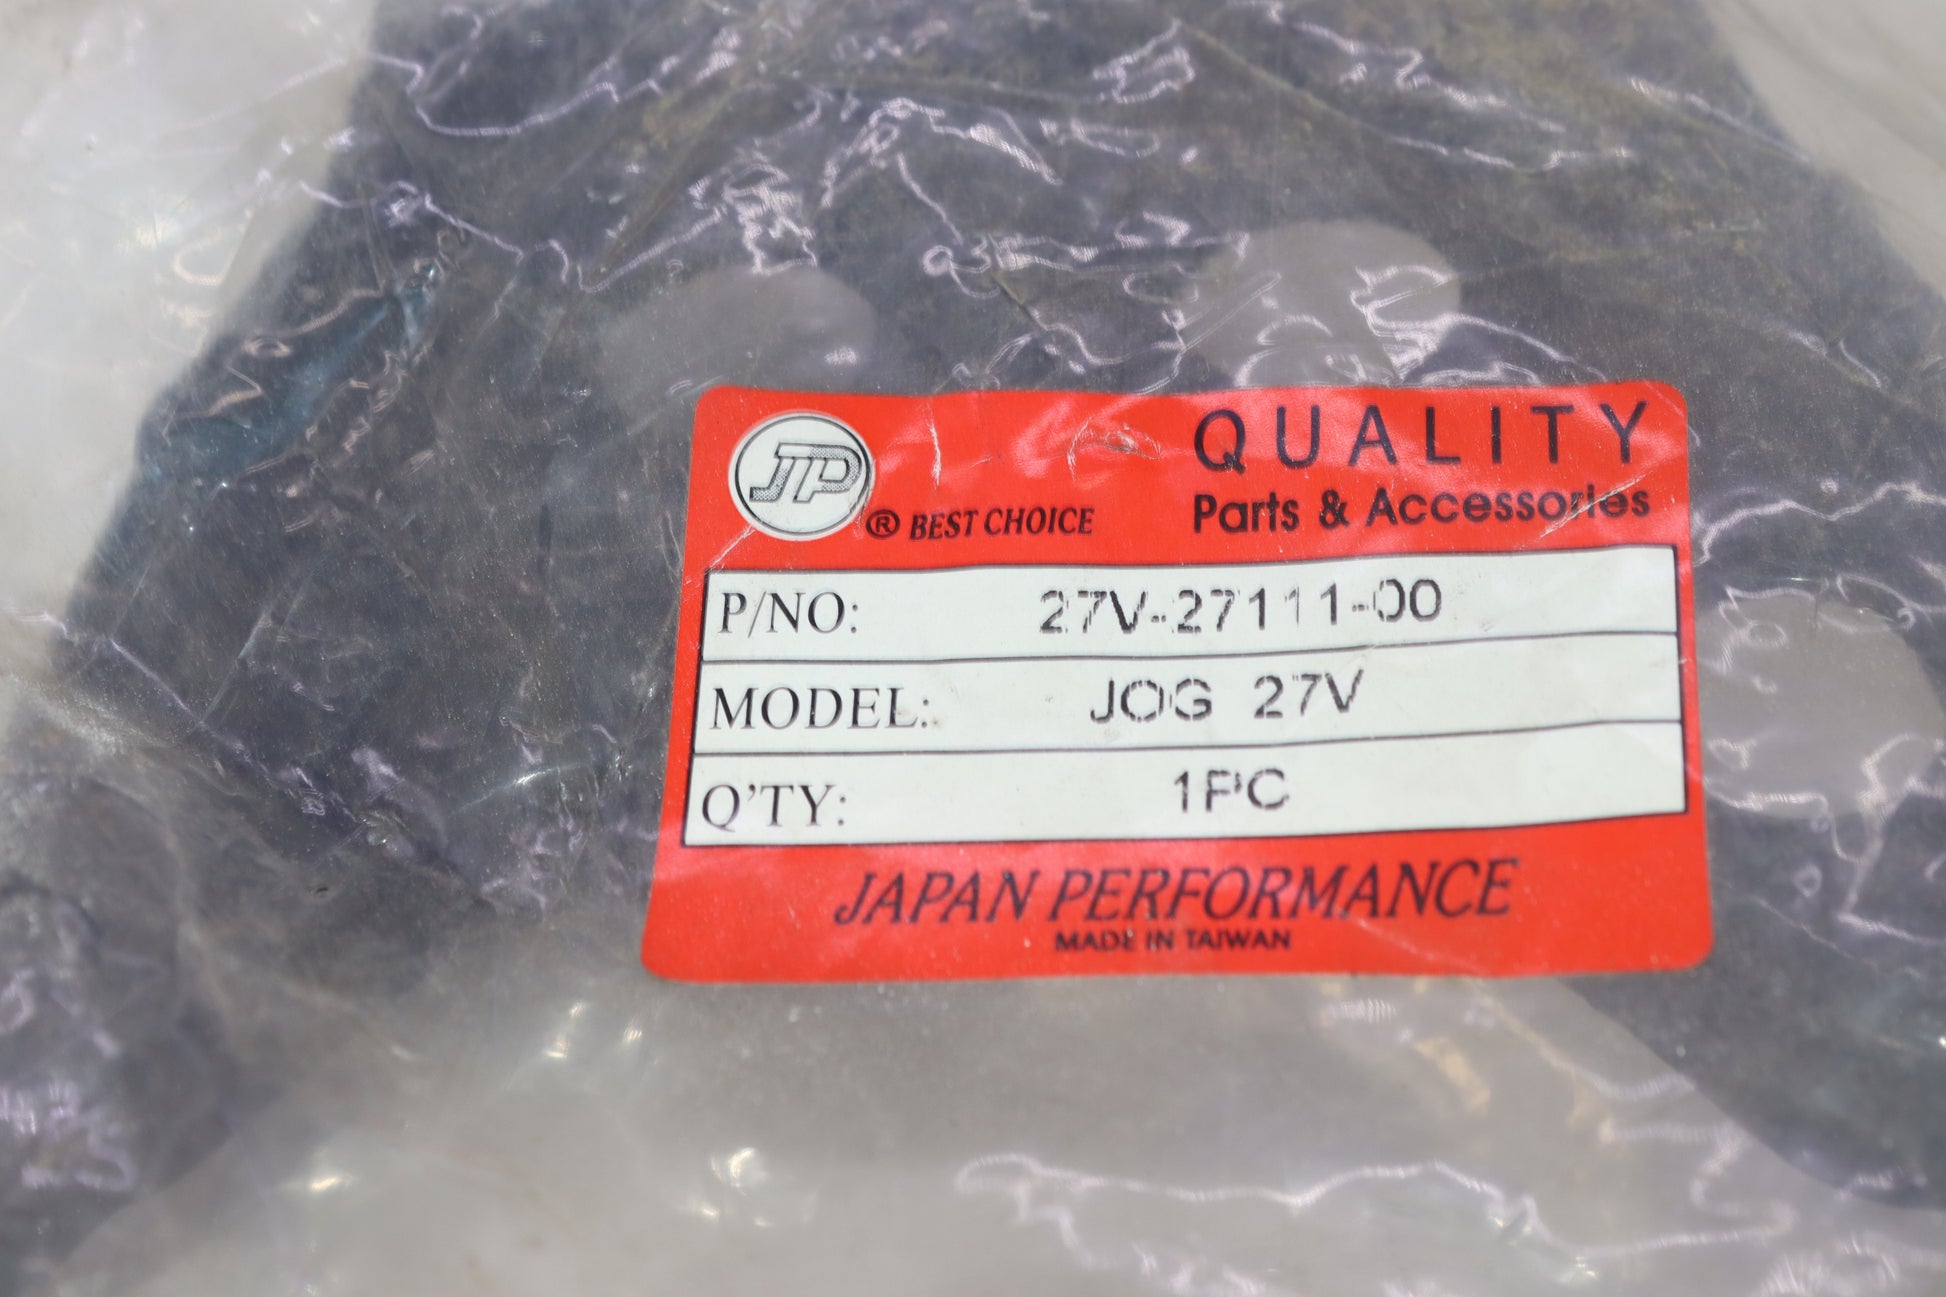 JP ® BEST CHOICE
QUALITY
Parts & Accessories
P/NO: 27V-27111-00
MODEL: JOG 27V
Q'TY: 1PC
JAPAN PERFORMANCE
MADE IN TAIWAN